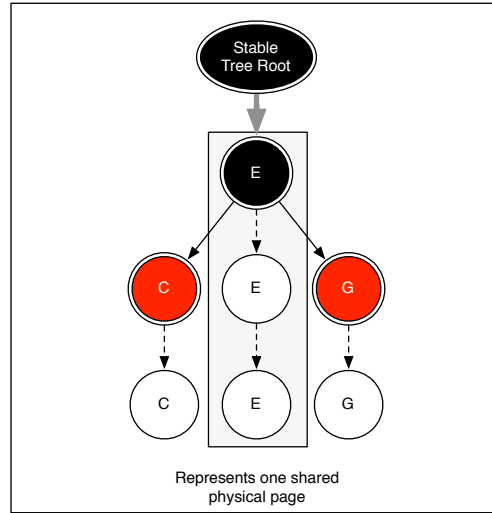 Stable
Tree Root
E
C
E
G
C
E
G
Represents one shared
physical page